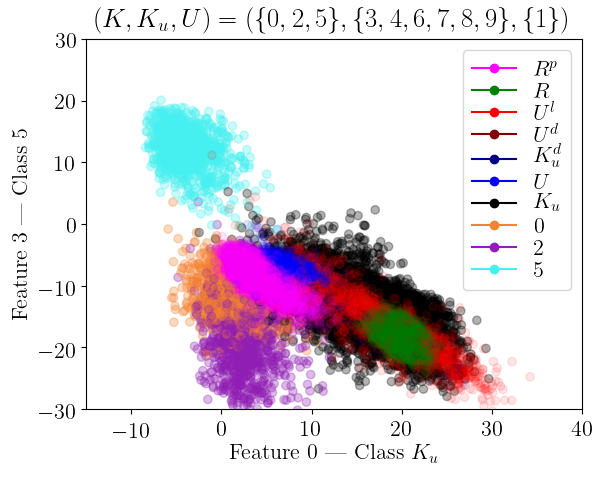 (K, K_u, U) = ({0, 2, 5}, {3, 4, 6, 7, 8, 9}, {1})
30
20
10
0
−10
−20
−30
Feature 3 — Class 5
R^p
R
U^l
U^d
K_u^d
U
K_u
0
2
5
−10
0
10
20
30
40
Feature 0 — Class K_u